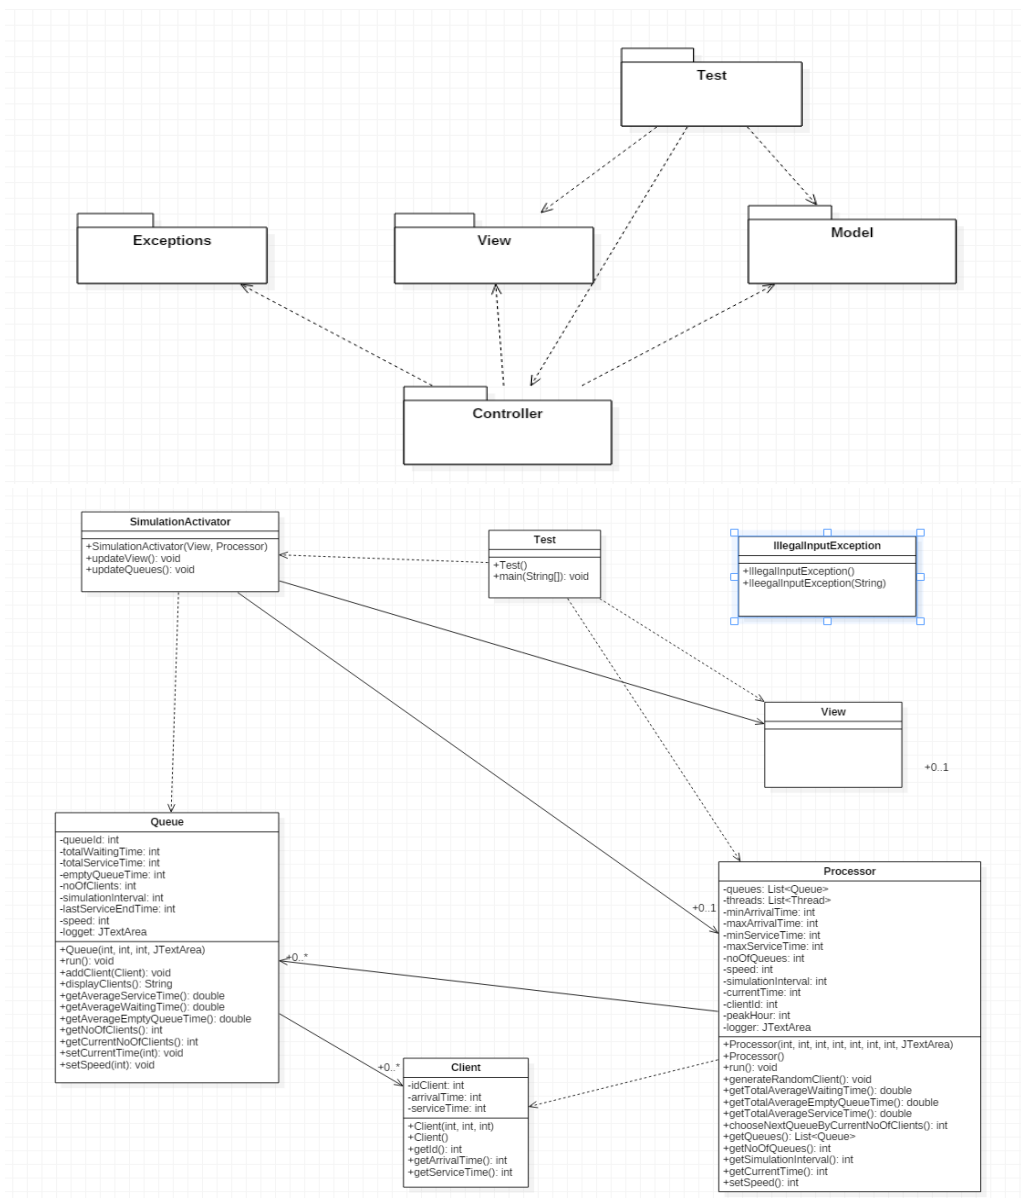 Test
Exceptions
View
Model
Controller
SimulationActivator
+SimulationActivator(View, Processor)
+updateView(): void
+updateQueues(): void
Test
+Test()
+main(String[]): void
IllegalInputException
+IllegalInputException()
+IleegalInputException(String)
View
+0..1
Queue
-queueId: int
-totalWaitingTime: int
-totalServiceTime: int
-emptyQueueTime: int
-noOfClients: int
-simulationInterval: int
-lastServiceEndTime: int
-speed: int
-logget: JTextArea
+Queue(int, int, int, JTextArea)
+run(): void
+addClient(Client): void
+displayClients(): String
+getAverageServiceTime(): double
+getAverageWaitingTime(): double
+getAverageEmptyQueueTime(): double
+getNoOfClients(): int
+getCurrentNoOfClients(): int
+setCurrentTime(int): void
+setSpeed(int): void
+0..*
+0..1
Processor
-queues: List<Queue>
-threads: List<Thread>
-minArrivalTime: int
-maxArrivalTime: int
-minServiceTime: int
-maxServiceTime: int
-noOfQueues: int
-speed: int
-simulationInterval: int
-currentTime: int
-clientId: int
-peakHour: int
-logger: JTextArea
+Processor(int, int, int, int, int, int, int, JTextArea)
+Processor()
+run(): void
+generateRandomClient(): void
+getTotalAverageWaitingTime(): double
+getTotalAverageEmptyQueueTime(): double
+getTotalAverageServiceTime(): double
+chooseNextQueueByCurrentNoOfClients(): int
+getQueues(): List<Queue>
+getNoOfQueues(): int
+getSimulationInterval(): int
+getCurrentTime(): int
+setSpeed(): int
+0..*
Client
-idClient: int
-arrivalTime: int
-serviceTime: int
+Client(int, int, int)
+Client()
+getId(): int
+getArrivalTime(): int
+getServiceTime(): int